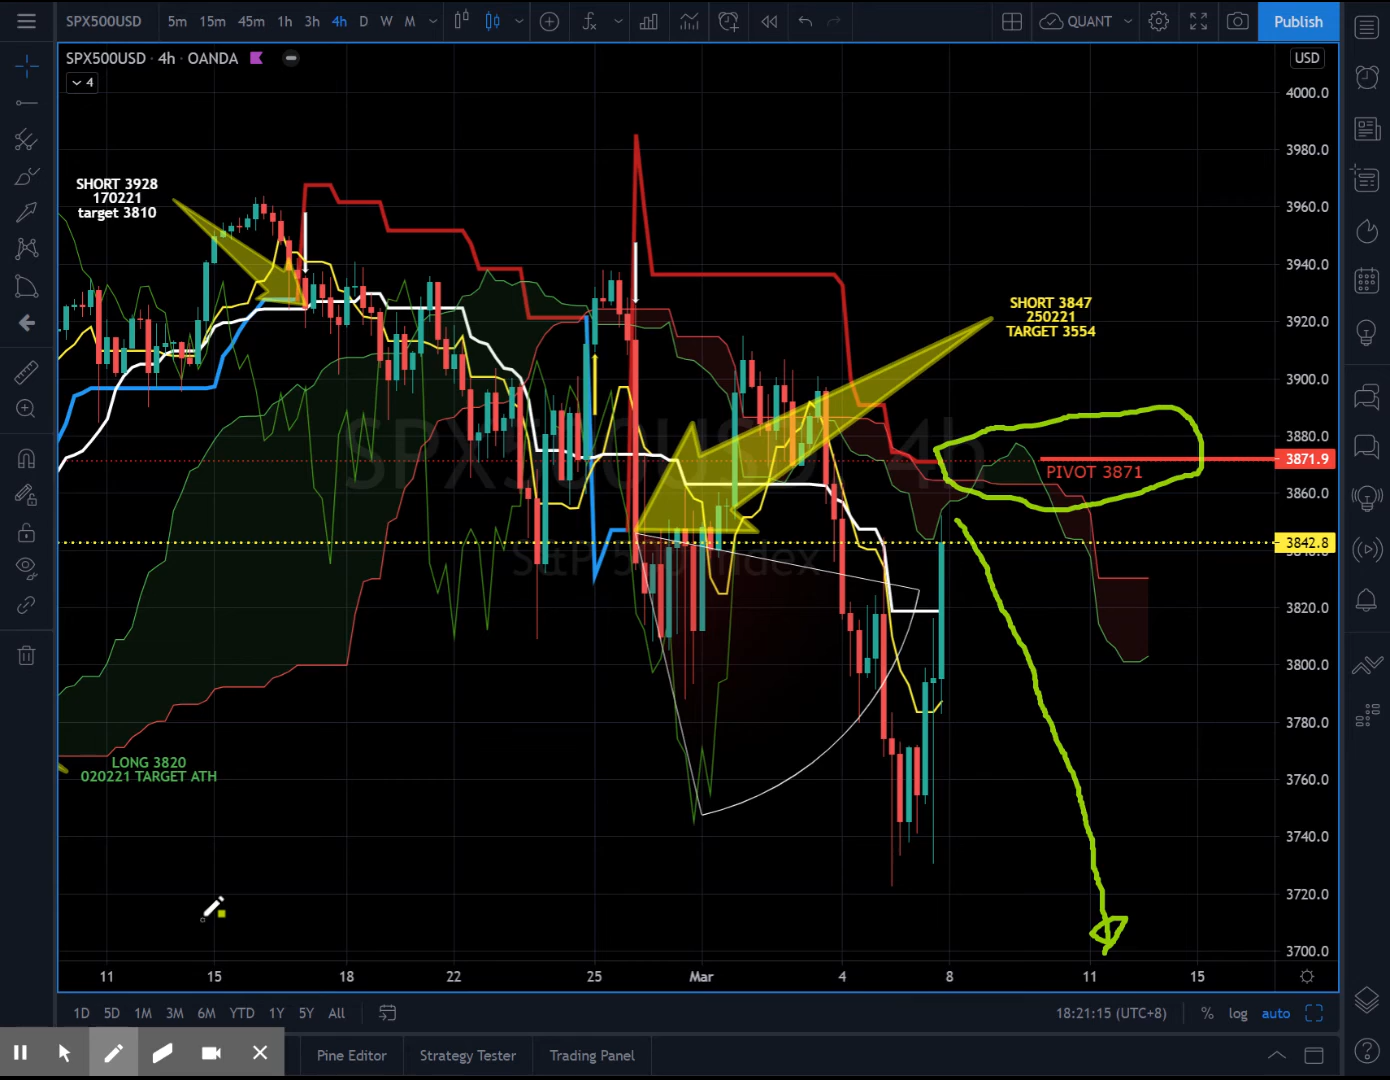 SPX500USD 5m 15m 45m 1h 3h 4h D W M QUANT Publish
SPX500USD · 4h · OANDA
4
USD
4000.0
3980.0
3960.0
3940.0
3920.0
3900.0
3880.0
3871.9
3860.0
3842.8
3820.0
3800.0
3780.0
3760.0
3740.0
3720.0
3700.0
SHORT 3928
170221
target 3810
SHORT 3847
250221
TARGET 3554
PIVOT 3871
SPX500USD 4h
S&P 500 Index
LONG 3820
020221 TARGET ATH
11 15 18 22 25 Mar 4 8 11 15
1D 5D 1M 3M 6M YTD 1Y 5Y All 18:21:15 (UTC+8) % log auto
Pine Editor Strategy Tester Trading Panel